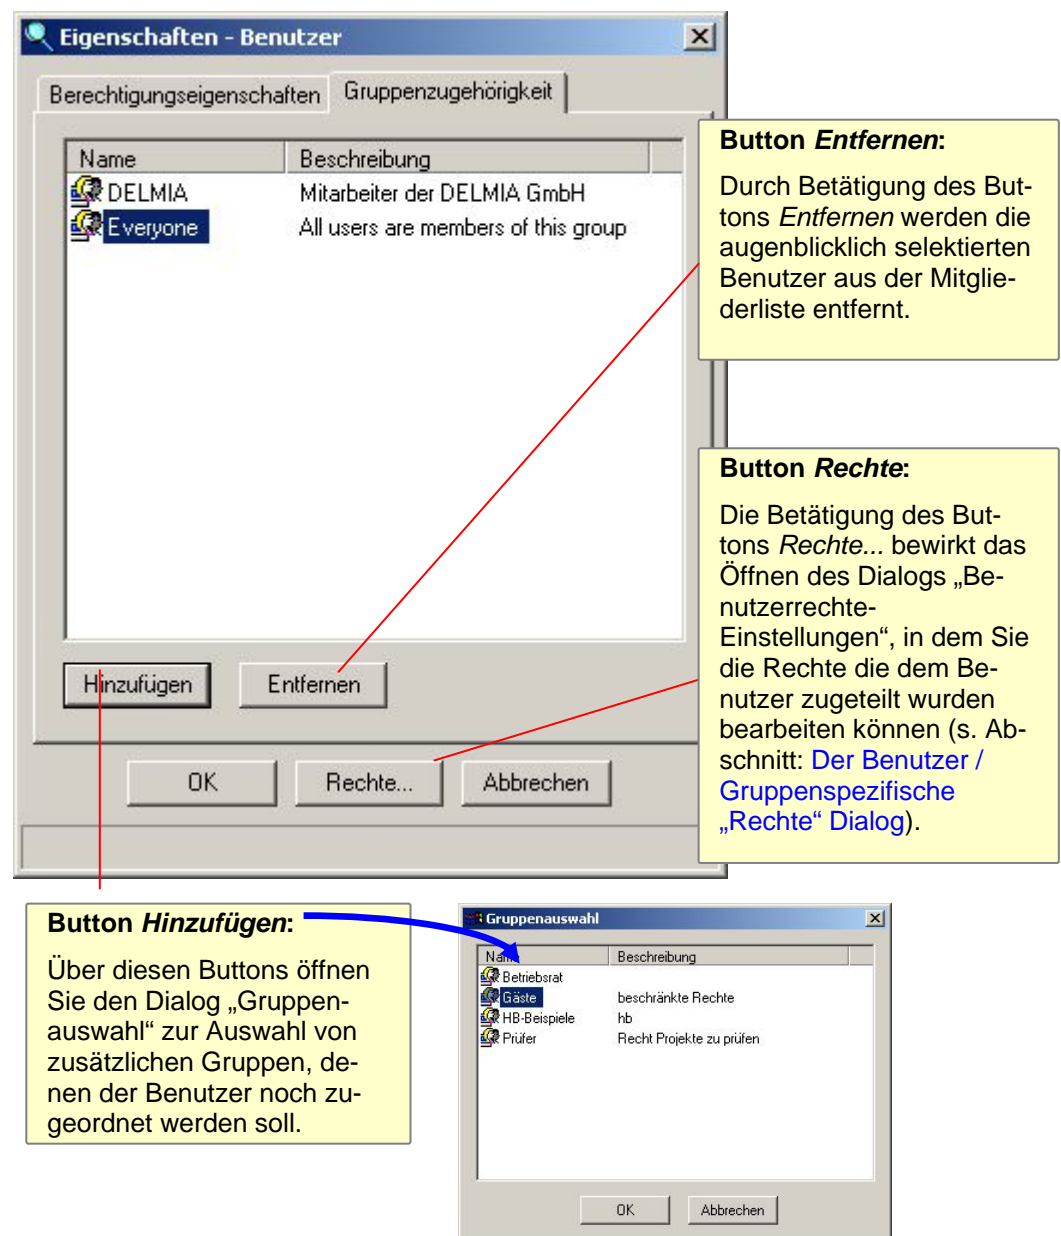 Eigenschaften - Benutzer
Berechtigungseigenschaften Gruppenzugehörigkeit
Name Beschreibung
DELMIA Mitarbeiter der DELMIA GmbH
Everyone All users are members of this group
Hinzufügen Entfernen
OK Rechte... Abbrechen
Button Entfernen:
Durch Betätigung des But-
tons Entfernen werden die
augenblicklich selektierten
Benutzer aus der Mitglie-
derliste entfernt.
Button Rechte:
Die Betätigung des But-
tons Rechte... bewirkt das
Öffnen des Dialogs „Be-
nutzerrechte-
Einstellungen“, in dem Sie
die Rechte die dem Be-
nutzer zugeteilt wurden
bearbeiten können (s. Ab-
schnitt: Der Benutzer /
Gruppenspezifische
„Rechte“ Dialog).
Button Hinzufügen:
Über diesen Buttons öffnen
Sie den Dialog „Gruppen-
auswahl“ zur Auswahl von
zusätzlichen Gruppen, de-
nen der Benutzer noch zu-
geordnet werden soll.
Gruppenauswahl
Name Beschreibung
Betriebsrat
Gäste beschränkte Rechte
HB-Beispiele hb
Prüfer Recht Projekte zu prüfen
OK Abbrechen